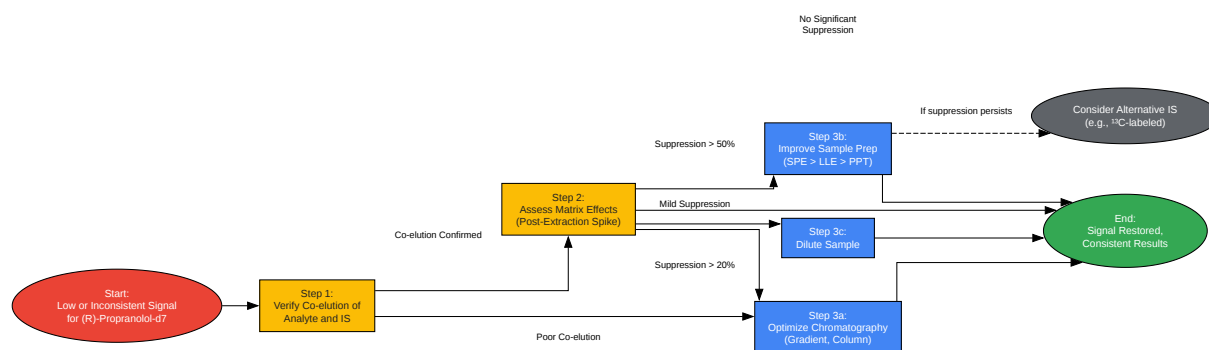 No Significant
Suppression
Consider Alternative IS
(e.g., ¹³C-labeled)
If suppression persists
Step 3b:
Improve Sample Prep
(SPE > LLE > PPT)
Suppression > 50%
Step 2:
Assess Matrix Effects
(Post-Extraction Spike)
Mild Suppression
End:
Signal Restored,
Consistent Results
Step 3c:
Dilute Sample
Co-elution Confirmed
Suppression > 20%
Start:
Low or Inconsistent Signal
for (R)-Propranolol-d7
Step 1:
Verify Co-elution of
Analyte and IS
Step 3a:
Optimize Chromatography
(Gradient, Column)
Poor Co-elution